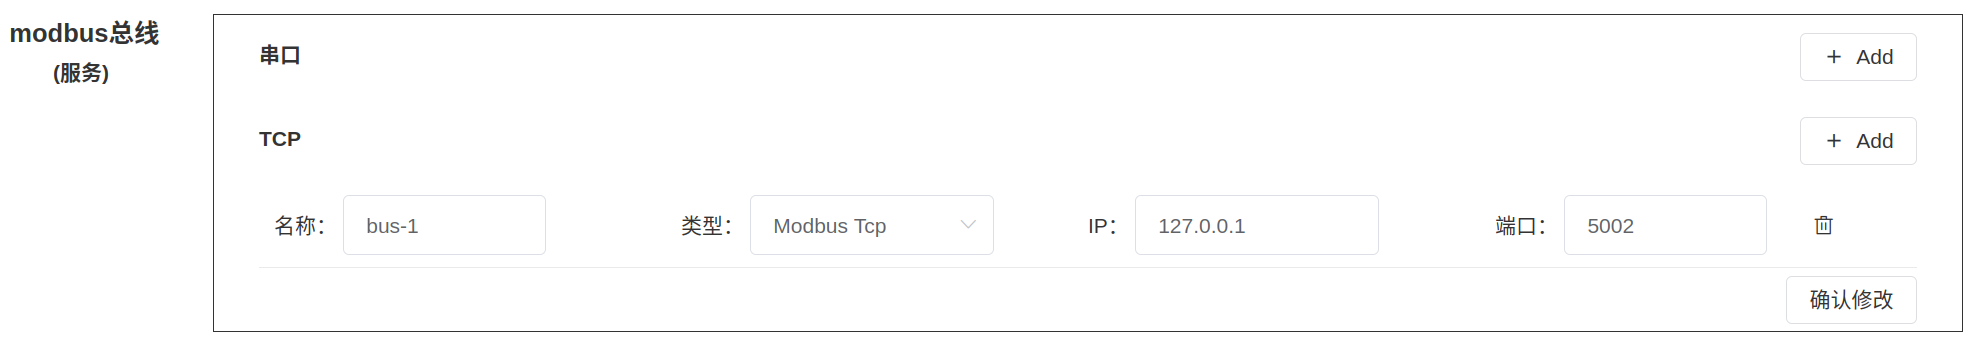 modbus总线
(服务)
串口
+ Add
TCP
+ Add
名称： bus-1 类型： Modbus Tcp IP： 127.0.0.1 端口： 5002
确认修改